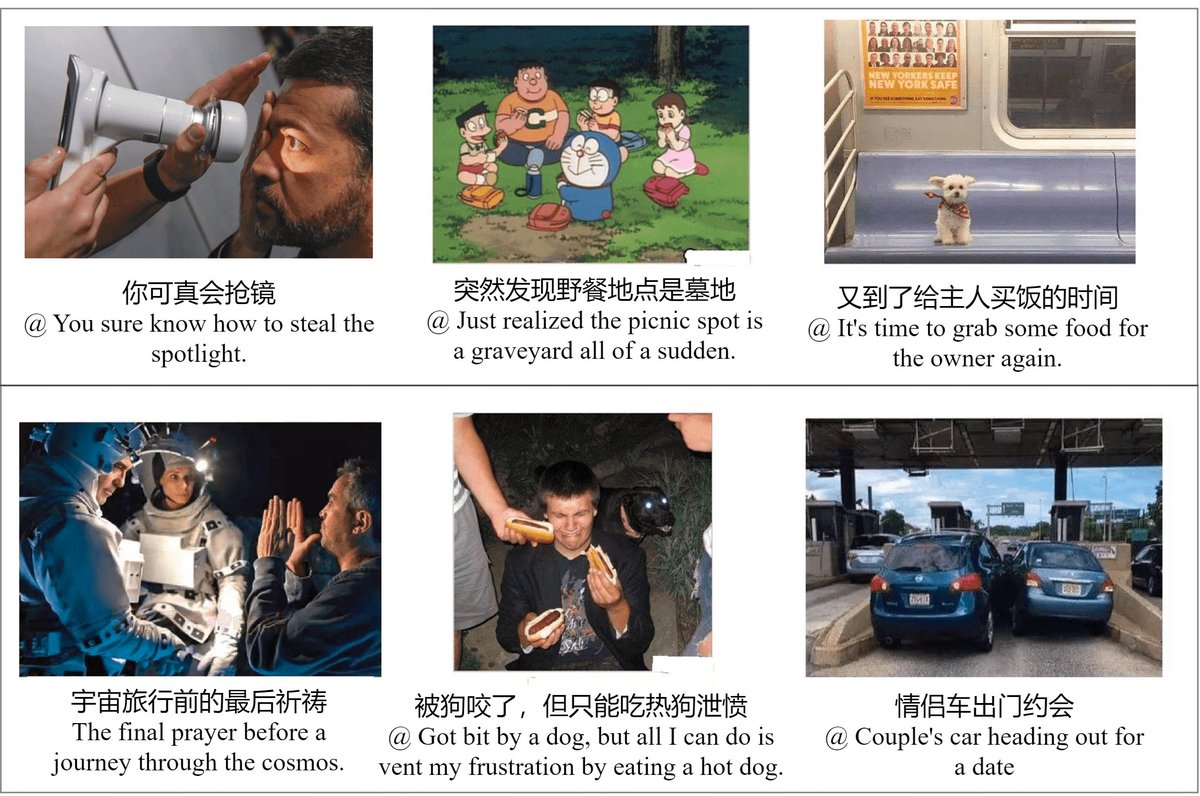 NEW YORKERS KEEP
NEW YORK SAFE
IF YOU SEE SOMETHING, SAY SOMETHING.
C
你可真会抢镜
@ You sure know how to steal the
spotlight.
突然发现野餐地点是墓地
@ Just realized the picnic spot is
a graveyard all of a sudden.
又到了给主人买饭的时间
@ It's time to grab some food for
the owner again.
宇宙旅行前的最后祈祷
The final prayer before a
journey through the cosmos.
被狗咬了，但只能吃热狗泄愤
@ Got bit by a dog, but all I can do is
vent my frustration by eating a hot dog.
情侣车出门约会
@ Couple's car heading out for
a date